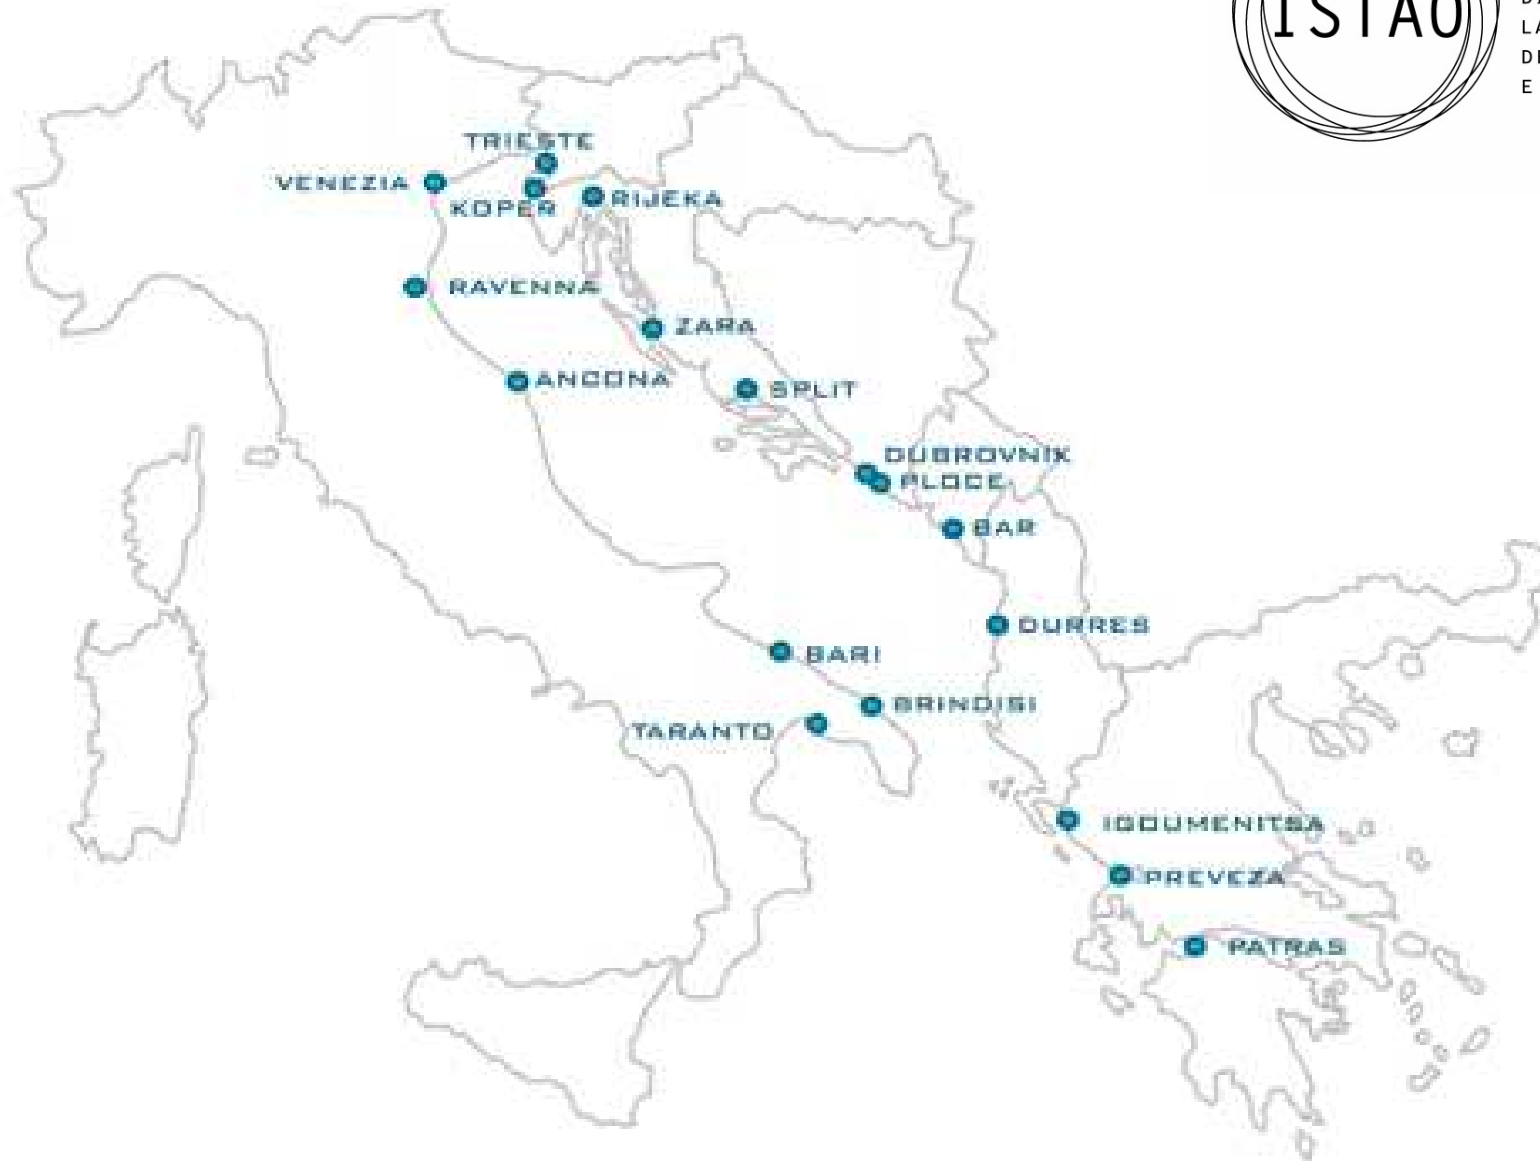 ISTAO
LA
E
TRIESTE
VENEZIA
KOPER
RIJEKA
RAVENNA
ZARA
ANCONA
SPLIT
DUBROVNIK
PLOCE
BAR
DURRES
BARI
BRINDISI
TARANTO
IGOUMENITSA
PREVEZA
PATRAS